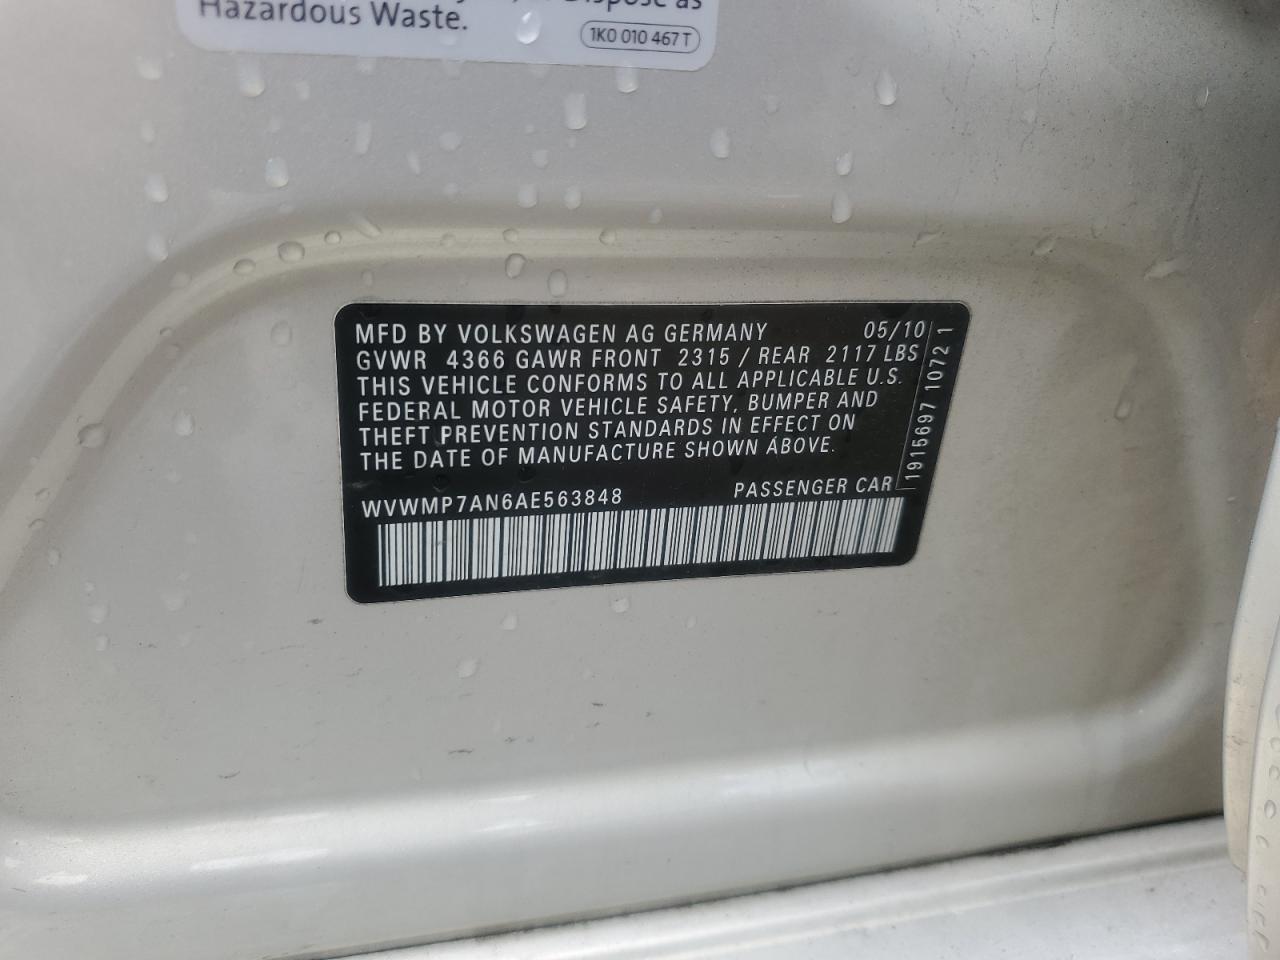 Dispose as
Hazardous Waste.
1K0 010 467 T
MFD BY VOLKSWAGEN AG GERMANY 05/10
GVWR 4366 GAWR FRONT 2315 / REAR 2117 LBS
THIS VEHICLE CONFORMS TO ALL APPLICABLE U.S.
FEDERAL MOTOR VEHICLE SAFETY, BUMPER AND
THEFT PREVENTION STANDARDS IN EFFECT ON
THE DATE OF MANUFACTURE SHOWN ABOVE.
WVWMP7AN6AE563848 PASSENGER CAR
1915697 10721